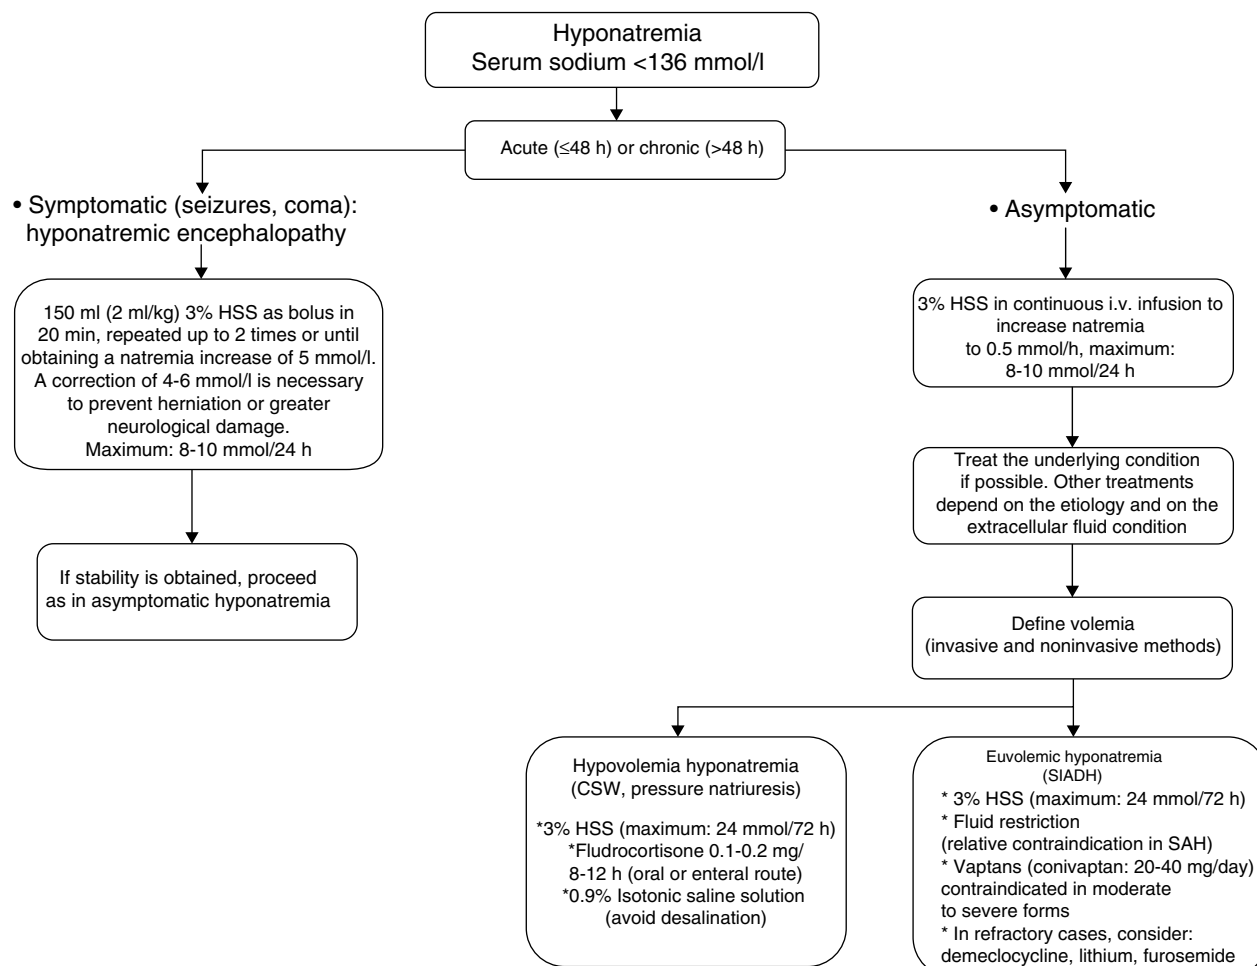 Hyponatremia
Serum sodium <136 mmol/l
Acute (≤48 h) or chronic (>48 h)
• Symptomatic (seizures, coma):
hyponatremic encephalopathy
150 ml (2 ml/kg) 3% HSS as bolus in
20 min, repeated up to 2 times or until
obtaining a natremia increase of 5 mmol/l.
A correction of 4-6 mmol/l is necessary
to prevent herniation or greater
neurological damage.
Maximum: 8-10 mmol/24 h
If stability is obtained, proceed
as in asymptomatic hyponatremia
• Asymptomatic
3% HSS in continuous i.v. infusion to
increase natremia
to 0.5 mmol/h, maximum:
8-10 mmol/24 h
Treat the underlying condition
if possible. Other treatments
depend on the etiology and on the
extracellular fluid condition
Define volemia
(invasive and noninvasive methods)
Hypovolemia hyponatremia
(CSW, pressure natriuresis)
*3% HSS (maximum: 24 mmol/72 h)
*Fludrocortisone 0.1-0.2 mg/
8-12 h (oral or enteral route)
*0.9% Isotonic saline solution
(avoid desalination)
Euvolemic hyponatremia
(SIADH)
* 3% HSS (maximum: 24 mmol/72 h)
* Fluid restriction
(relative contraindication in SAH)
* Vaptans (conivaptan: 20-40 mg/day)
contraindicated in moderate
to severe forms
* In refractory cases, consider:
demeclocycline, lithium, furosemide